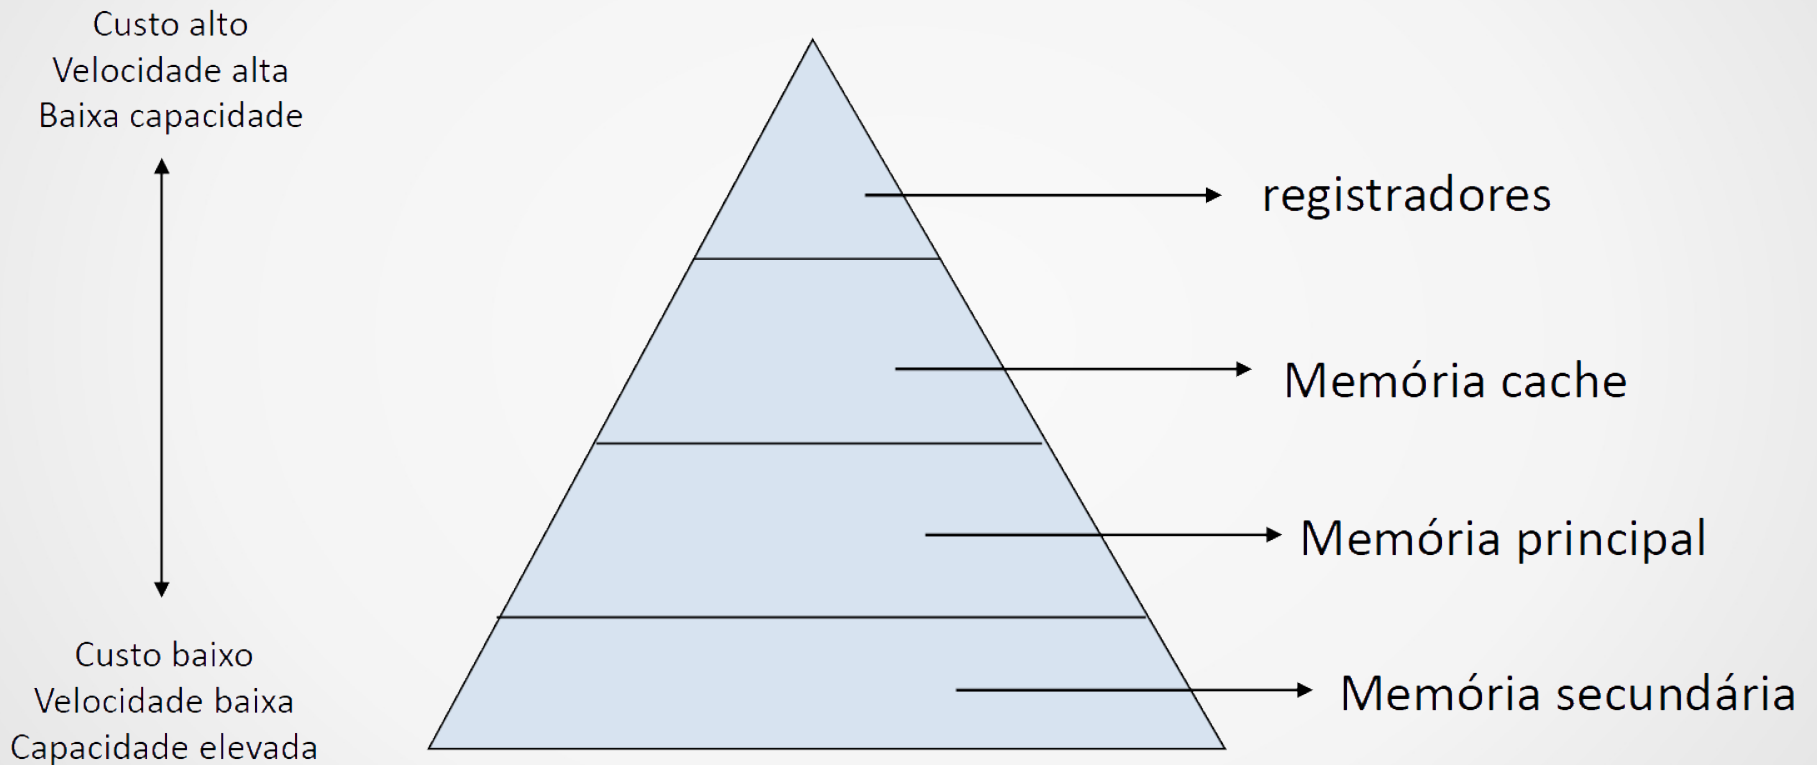 Custo alto
Velocidade alta
Baixa capacidade
registradores
Memória cache
Memória principal
Memória secundária
Custo baixo
Velocidade baixa
Capacidade elevada